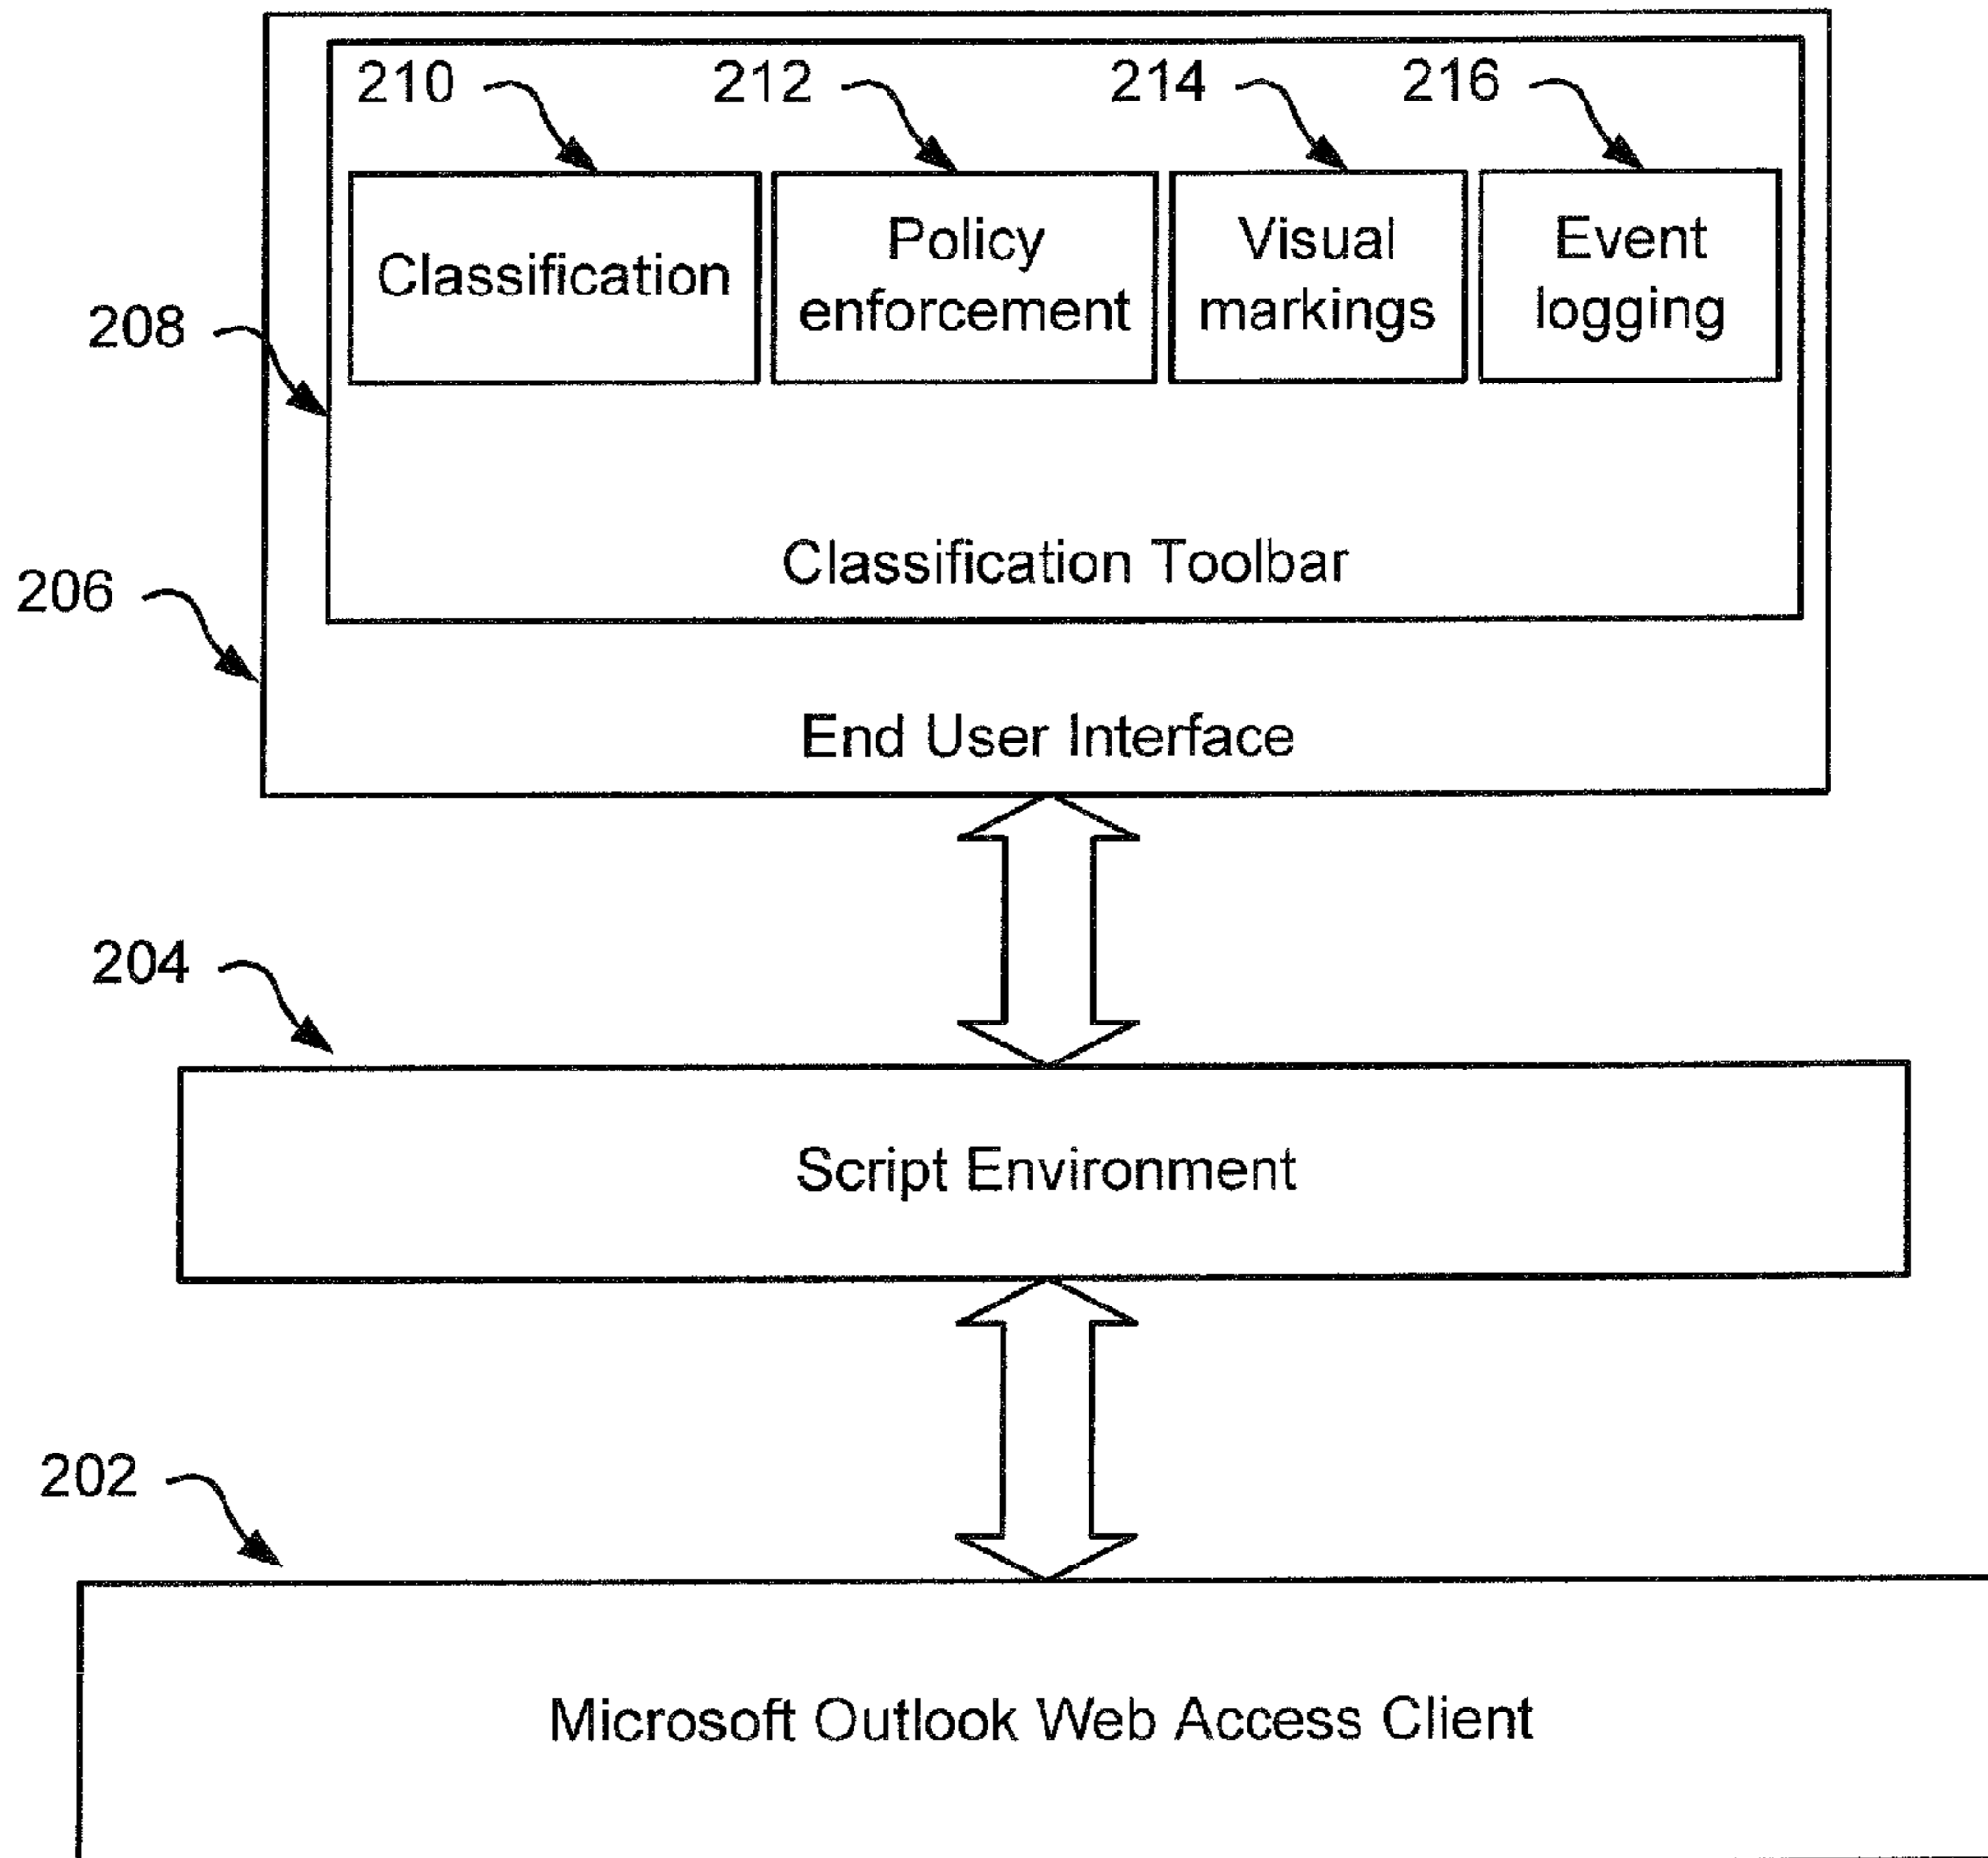 210
212
214
216
Classification
Policy
enforcement
Visual
markings
Event
logging
208
Classification Toolbar
206
End User Interface
204
Script Environment
202
Microsoft Outlook Web Access Client